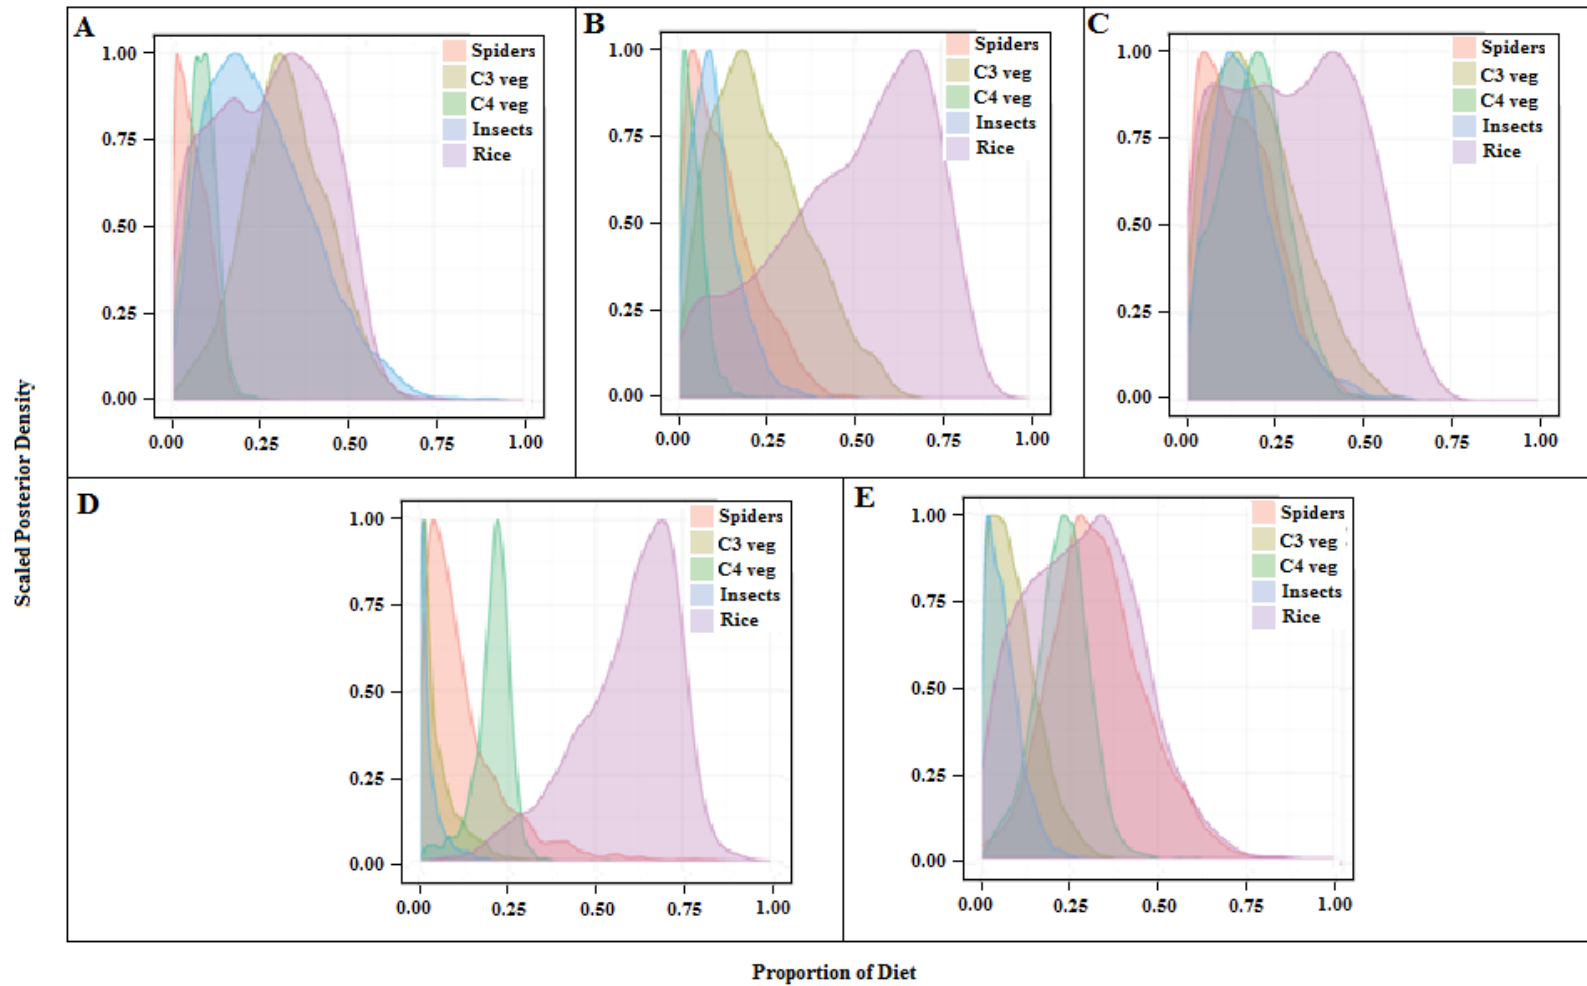 A
1.00
0.75
0.50
0.25
0.00
0.00 0.25 0.50 0.75 1.00
Spiders
C3 veg
C4 veg
Insects
Rice
B
1.00
0.75
0.50
0.25
0.00
0.00 0.25 0.50 0.75 1.00
Spiders
C3 veg
C4 veg
Insects
Rice
C
1.00
0.75
0.50
0.25
0.00
0.00 0.25 0.50 0.75 1.00
Spiders
C3 veg
C4 veg
Insects
Rice
Scaled Posterior Density
D
1.00
0.75
0.50
0.25
0.00
0.00 0.25 0.50 0.75 1.00
Spiders
C3 veg
C4 veg
Insects
Rice
E
1.00
0.75
0.50
0.25
0.00
0.00 0.25 0.50 0.75 1.00
Spiders
C3 veg
C4 veg
Insects
Rice
Proportion of Diet